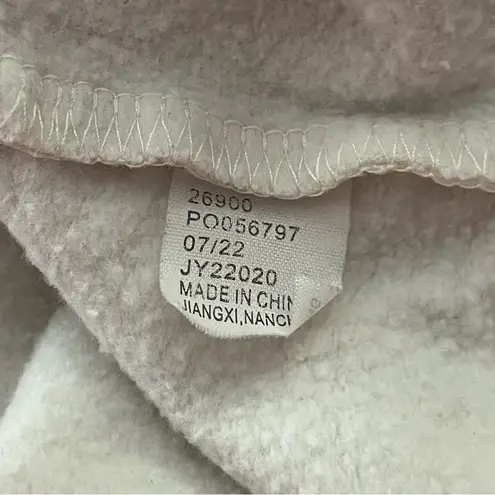 26900
PO056797
07/22
JY22020
MADE IN CHIN
JIANGXI,NANC